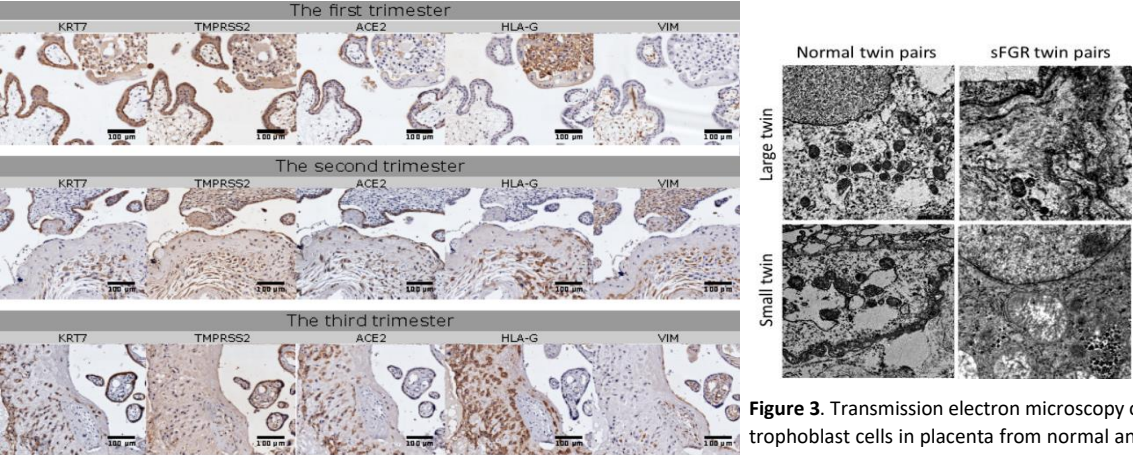 The first trimester
KRT7 TMPRSS2 ACE2 HLA-G VIM
100 µm 100 µm 100 µm 100 µm 100 µm
The second trimester
KRT7 TMPRSS2 ACE2 HLA-G VIM
100 µm 100 µm 100 µm 100 µm 100 µm
The third trimester
KRT7 TMPRSS2 ACE2 HLA-G VIM
100 µm 100 µm 100 µm 100 µm 100 µm
Normal twin pairs sFGR twin pairs
Large twin
Small twin
Figure 3. Transmission electron microscopy
trophoblast cells in placenta from normal an